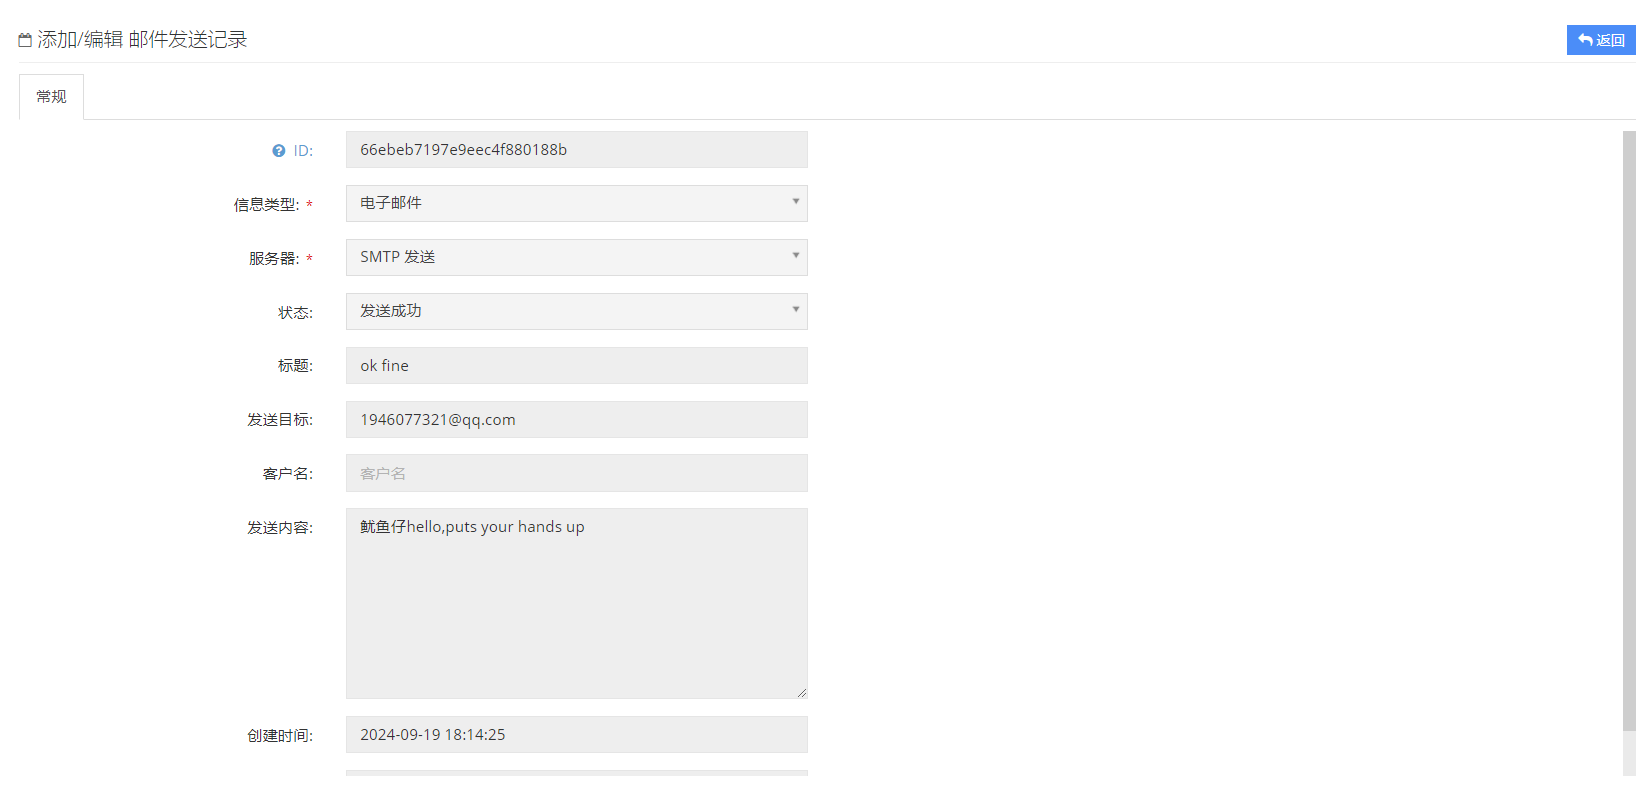 添加/编辑 邮件发送记录
返回
常规
ID: 66ebeb7197e9eec4f880188b
信息类型: * 电子邮件
服务器: * SMTP 发送
状态: 发送成功
标题: ok fine
发送目标: 1946077321@qq.com
客户名: 客户名
发送内容: 鱿鱼仔hello,puts your hands up
创建时间: 2024-09-19 18:14:25